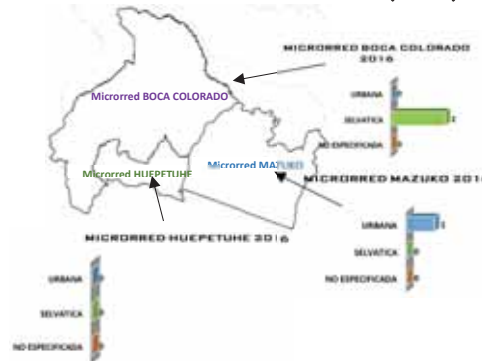 MICRORRED BOCA COLORADO
2016
URBANA
SELVATICA
NO ESPECIFICADA
Microrred BOCA COLORADO
Microrred HUEPETUHE
Microrred MAZUKO
MICRORRED MAZUKO 201
URBANA
SELVATICA
NO ESPECIFICADA
MICRORRED HUEPETUHE 2016
URBANA
SELVATICA
NO ESPECIFICADA